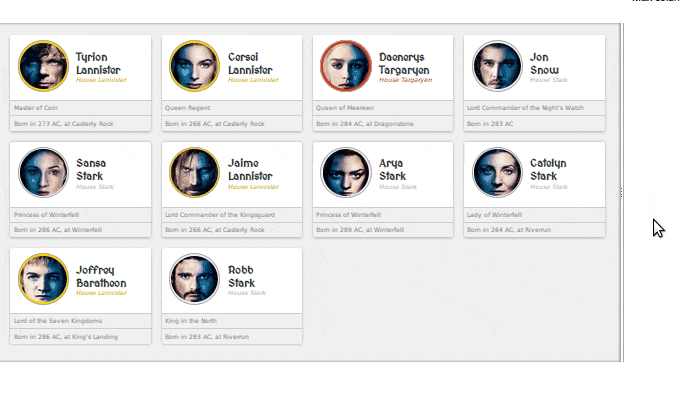 Tyrion
Lannister
House Lannister
Master of Coin
Born in 273 AC, at Casterly Rock
Cersei
Lannister
House Lannister
Queen Regent
Born in 266 AC, at Casterly Rock
Daenerys
Targaryen
House Targaryen
Queen of Meereen
Born in 284 AC, at Dragonstone
Jon
Snow
House Stark
Lord Commander of the Night's Watch
Born in 283 AC
Sansa
Stark
House Stark
Princess of Winterfell
Born in 286 AC, at Winterfell
Jaime
Lannister
House Lannister
Lord Commander of the Kingsguard
Born in 266 AC, at Casterly Rock
Arya
Stark
House Stark
Princess of Winterfell
Born in 289 AC, at Winterfell
Catelyn
Stark
House Stark
Lady of Winterfell
Born in 264 AC, at Riverrun
Joffrey
Baratheon
House Lannister
Lord of the Seven Kingdoms
Born in 286 AC, at King's Landing
Robb
Stark
House Stark
King in the North
Born in 283 AC, at Riverrun